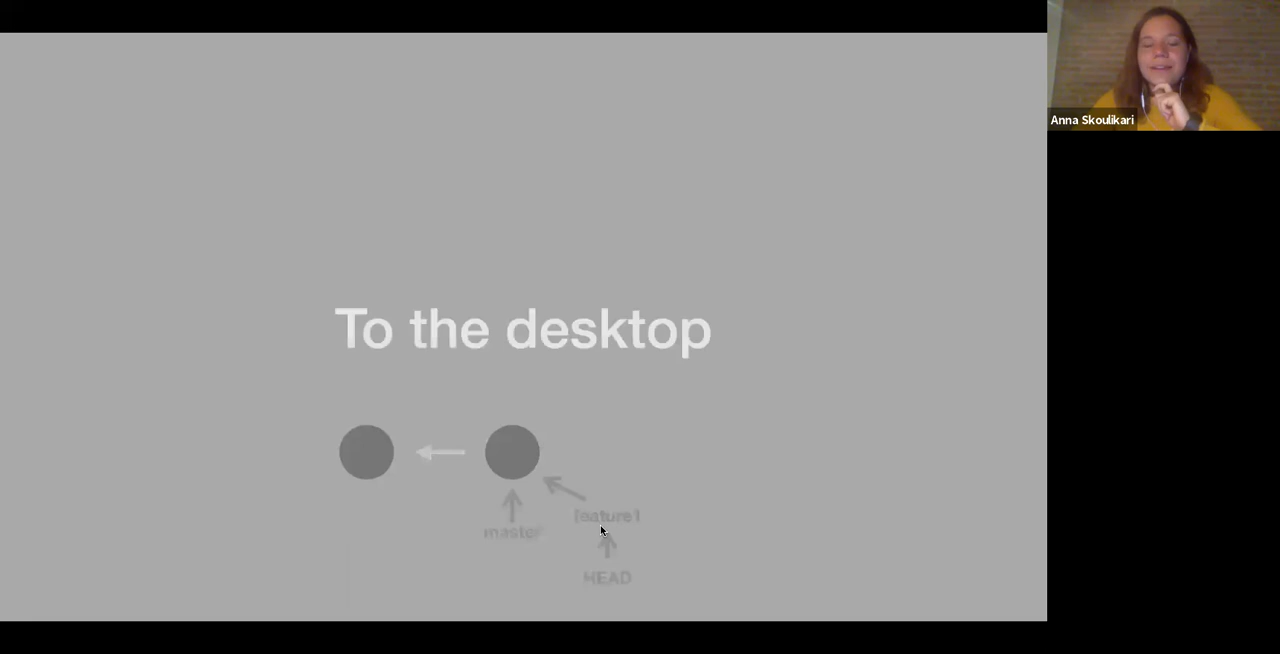 Anna Skoulikari
To the desktop
feature1
master
HEAD